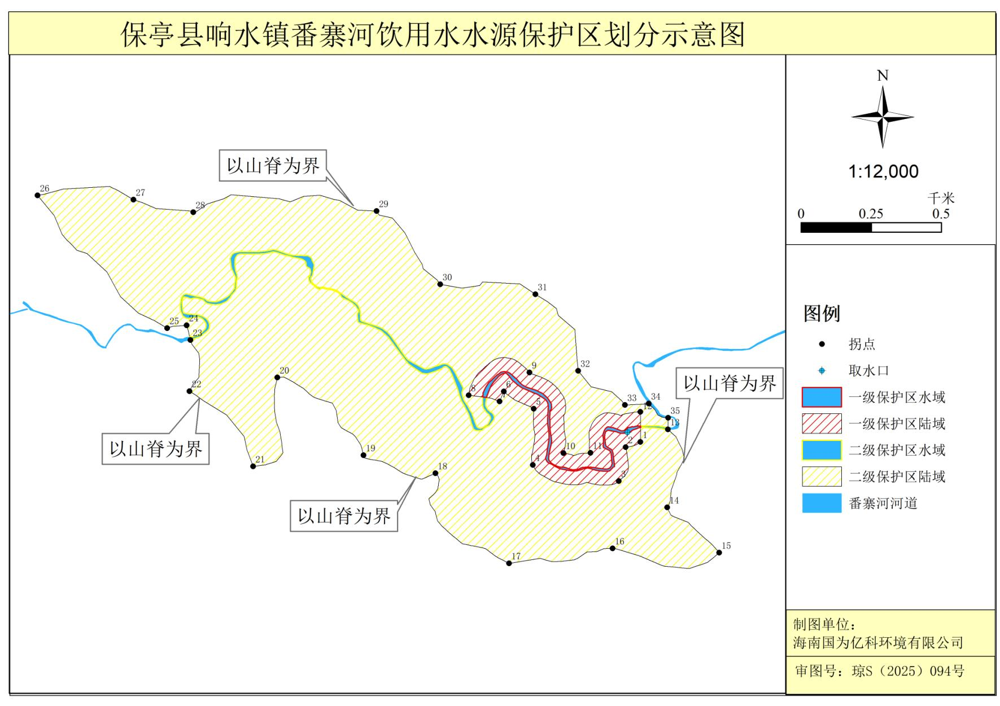 保亭县响水镇番寨河饮用水水源保护区划分示意图
N
1:12,000
千米
0 0.25 0.5
以山脊为界
26
27
28
29
30
31
25
24
23
32
9
20
22
8
6
7
5
33
34
12
35
13
以山脊为界
1
2
10
11
以山脊为界
21
19
4
18
3
以山脊为界
14
16
15
17
图例
拐点
取水口
一级保护区水域
一级保护区陆域
二级保护区水域
二级保护区陆域
番寨河河道
制图单位：
海南国为亿科环境有限公司
审图号：琼S（2025）094号